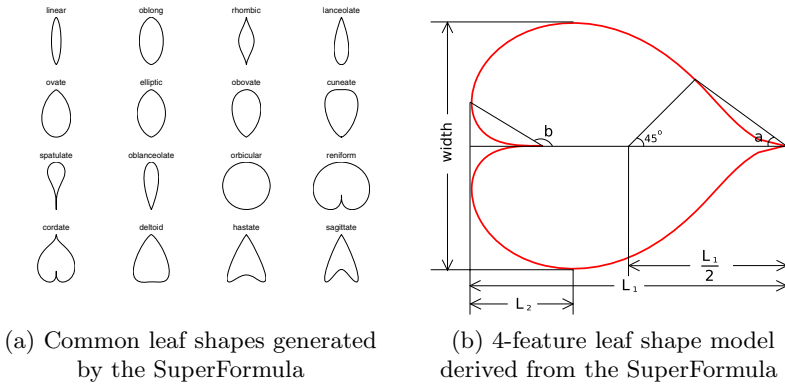 linear oblong rhombic lanceolate
ovate elliptic obovate cuneate
spatulate oblanceolate orbicular reniform
cordate deltoid hastate sagittate
(a) Common leaf shapes generated
by the SuperFormula
width
b
45°
a
L₁
2
L₁
L₂
(b) 4-feature leaf shape model
derived from the SuperFormula